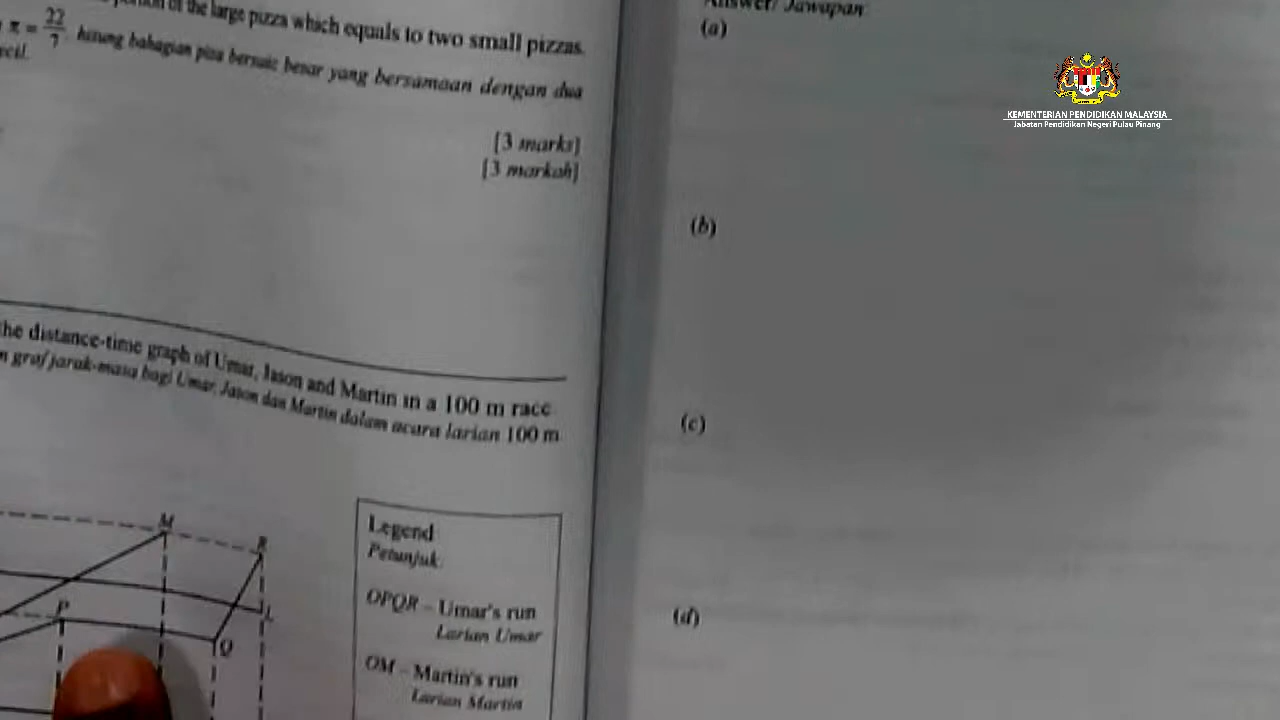 of the large pizza which equals to two small pizzas.
π = 22/7 hitung bahagian piza bersaiz besar yang bersamaan dengan dua
ecil.
[3 marks]
[3 markah]
he distance-time graph of Umar, Jason and Martin in a 100 m race
graf jarak-masa bagi Umar, Jason dan Martin dalam acara larian 100 m
M
R
L
P
Q
Legend
Petunjuk:
OPQR – Umar's run
Larian Umar
OM – Martin's run
Larian Martin
Answer/ Jawapan
(a)
(b)
(c)
(d)
KEMENTERIAN PENDIDIKAN MALAYSIA
Jabatan Pendidikan Negeri Pulau Pinang